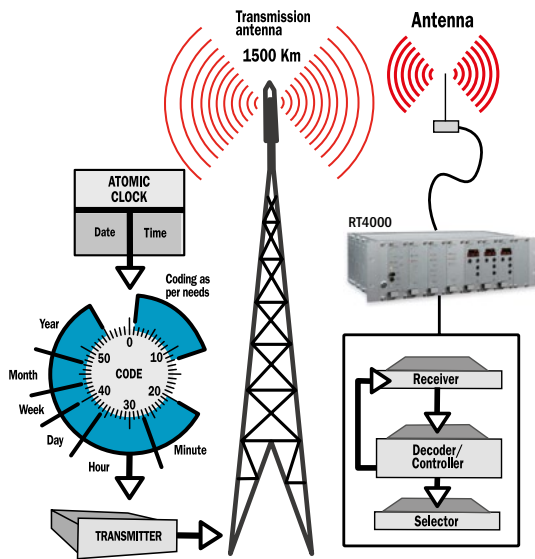 Transmission
antenna
1500 Km
Antenna
ATOMIC
CLOCK
Date
Time
RT4000
Coding as
per needs
Year
Month
Week
Day
Hour
Minute
0
10
20
30
40
50
CODE
TRANSMITTER
Receiver
Decoder/
Controller
Selector